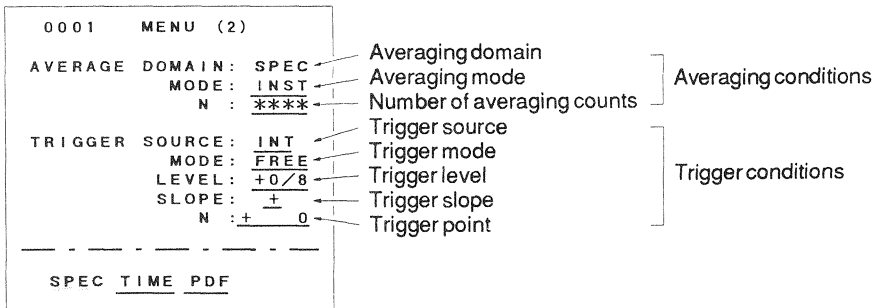 0001 MENU (2)
AVERAGE DOMAIN: SPEC Averaging domain
MODE: INST Averaging mode Averaging conditions
N : **** Number of averaging counts
TRIGGER SOURCE: INT Trigger source
MODE: FREE Trigger mode
LEVEL: +0/8 Trigger level Trigger conditions
SLOPE: + Trigger slope
N :+ 0 Trigger point
SPEC TIME PDF